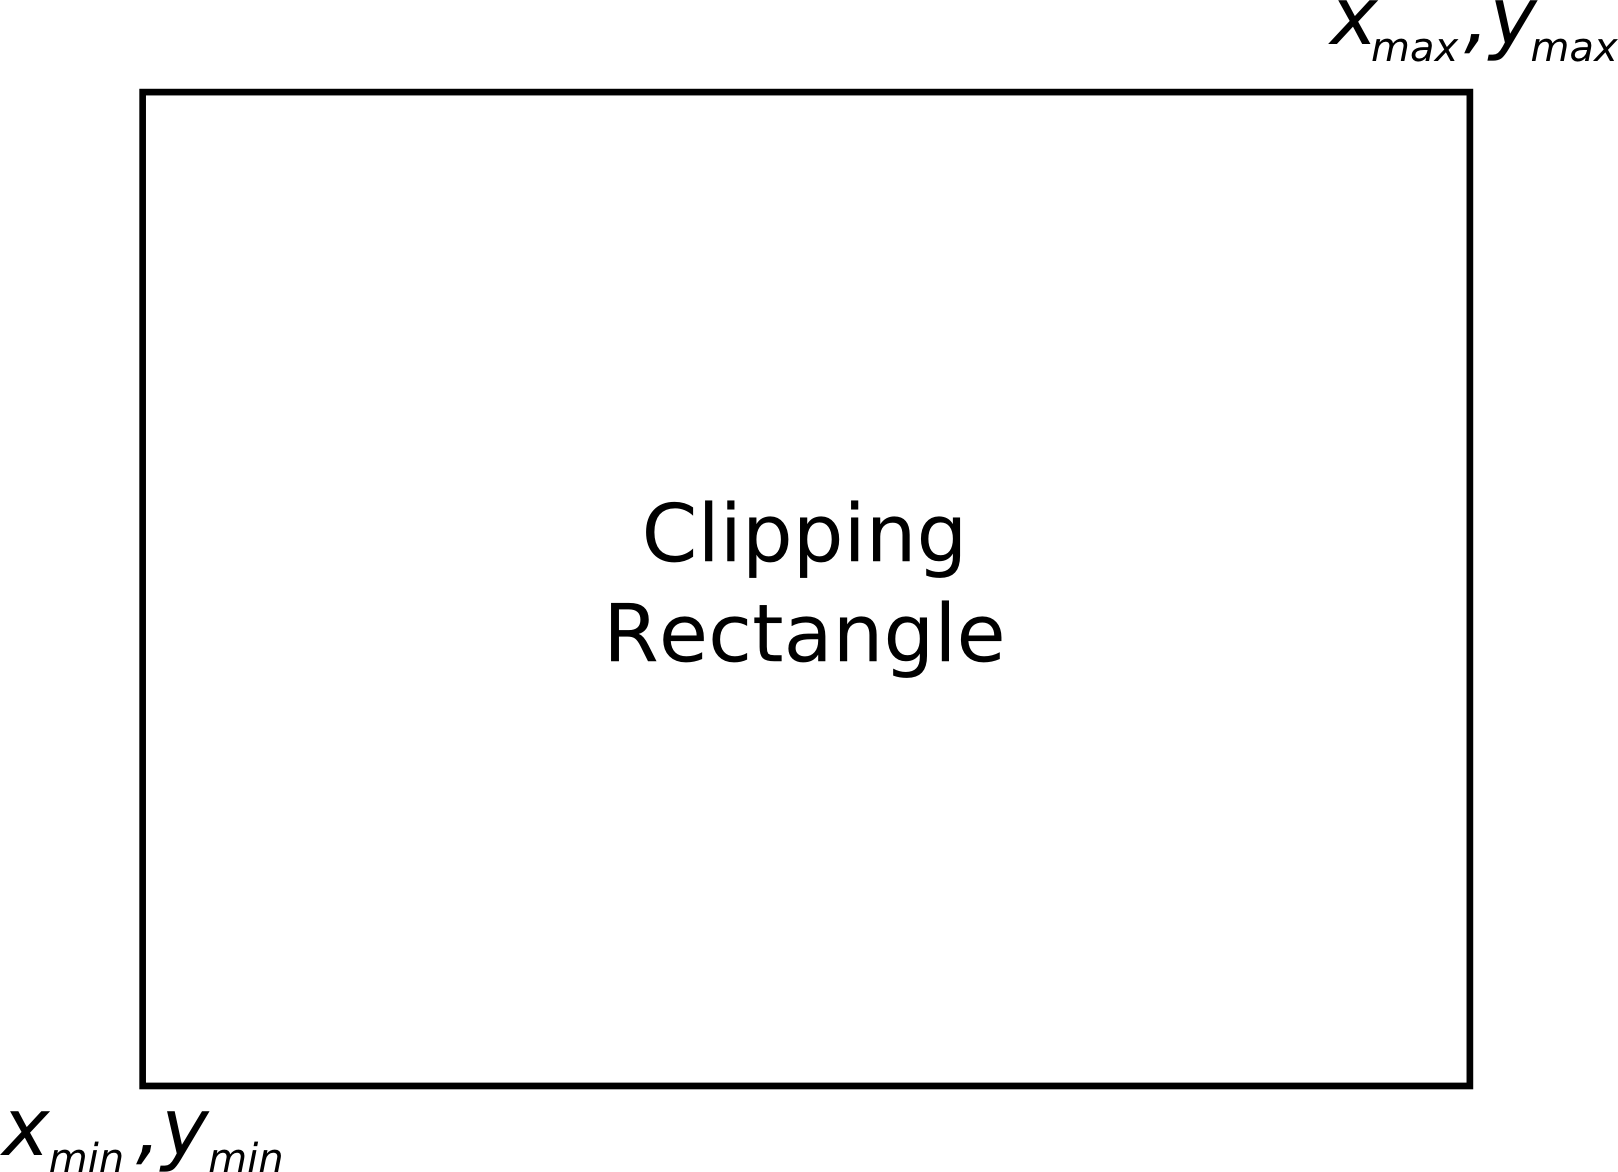 xmax,ymax
Clipping
Rectangle
xmin,ymin